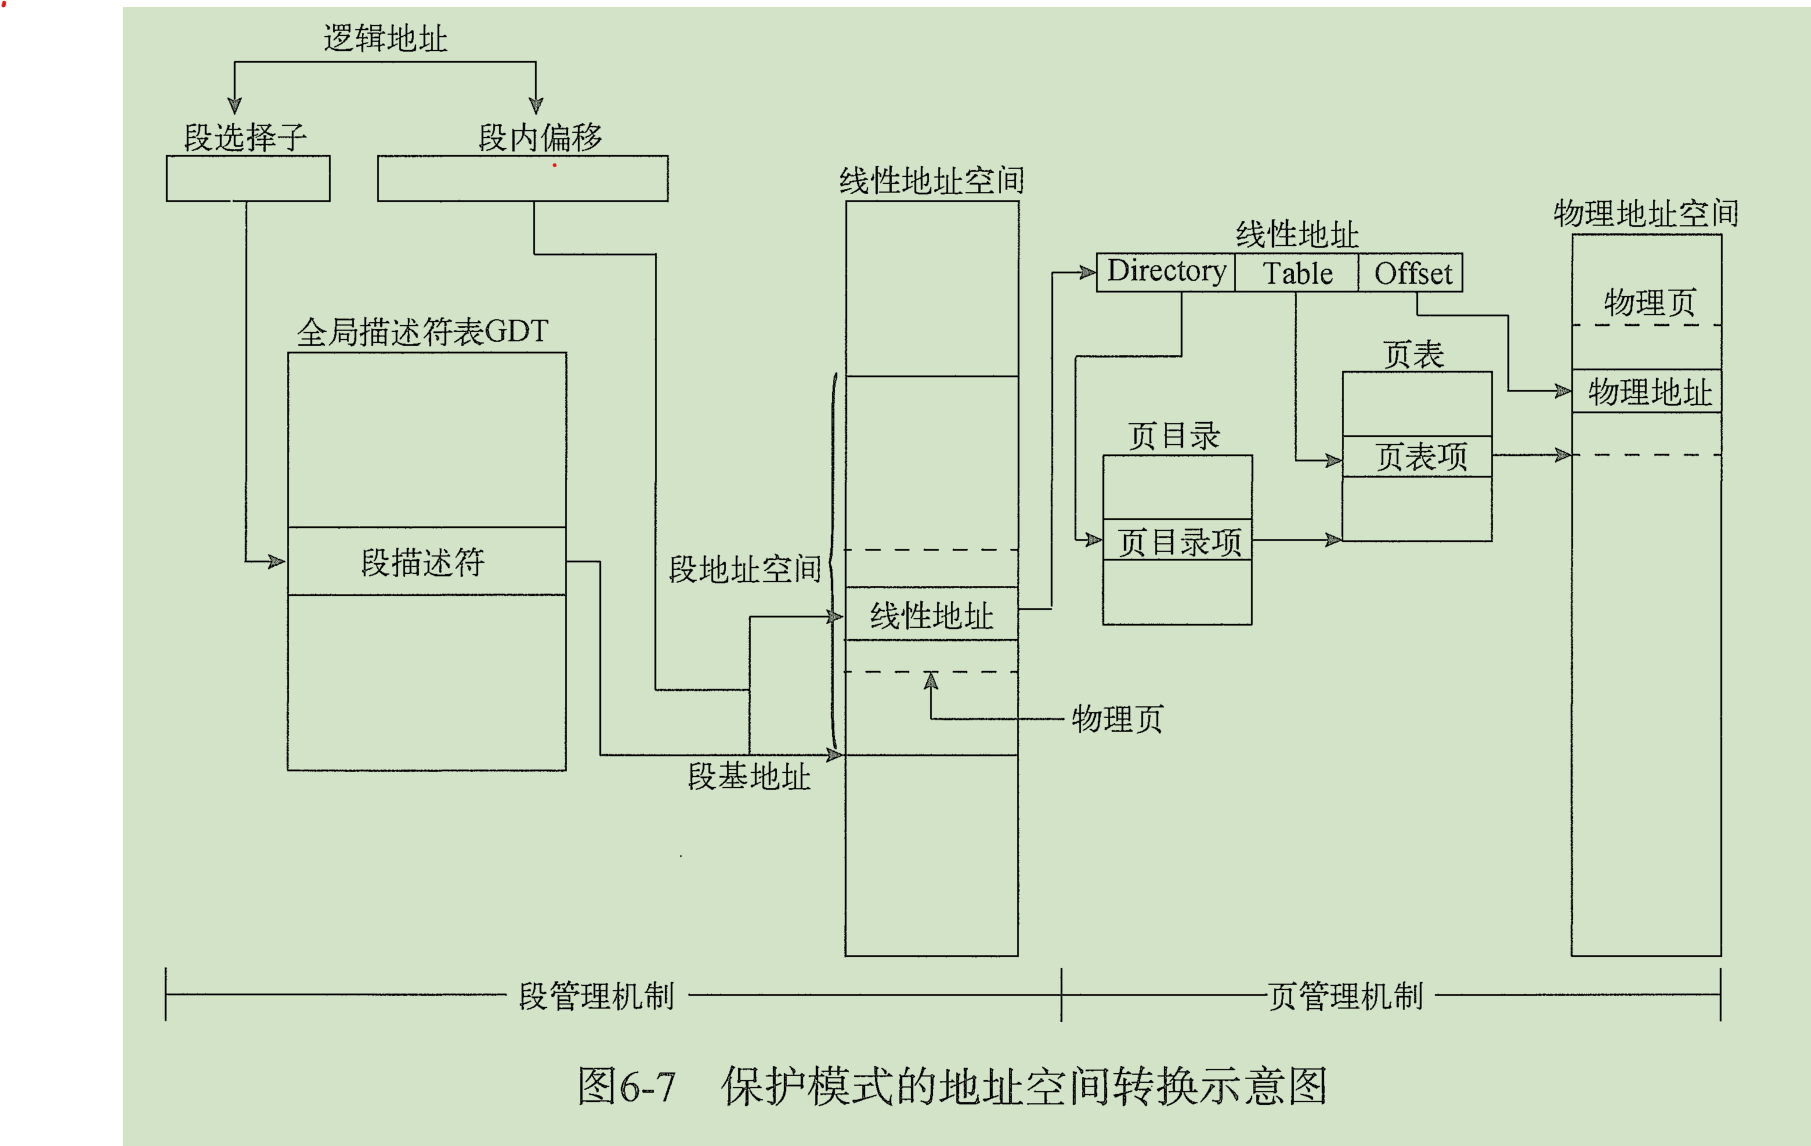 逻辑地址
段选择子
段内偏移
线性地址空间
物理地址空间
线性地址
Directory Table Offset
物理页
全局描述符表GDT
页表
物理地址
页目录
页表项
页目录项
段描述符
段地址空间
线性地址
物理页
段基地址
段管理机制
页管理机制
图6-7 保护模式的地址空间转换示意图